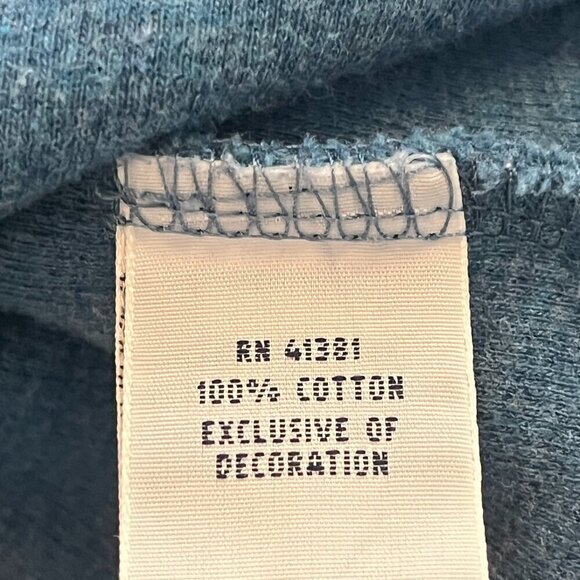 RN 41381
100% COTTON
EXCLUSIVE OF
DECORATION